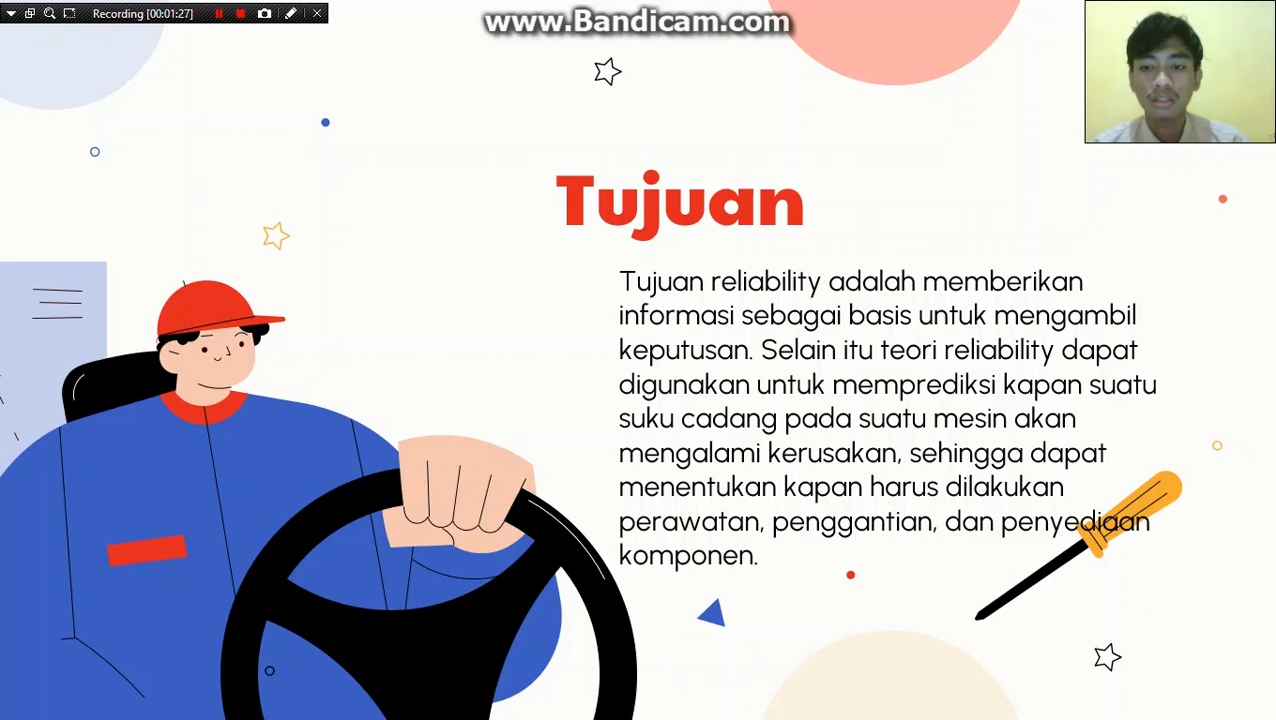 Recording [00:01:27]
www.Bandicam.com
Tujuan
Tujuan reliability adalah memberikan
informasi sebagai basis untuk mengambil
keputusan. Selain itu teori reliability dapat
digunakan untuk memprediksi kapan suatu
suku cadang pada suatu mesin akan
mengalami kerusakan, sehingga dapat
menentukan kapan harus dilakukan
perawatan, penggantian, dan penyediaan
komponen.